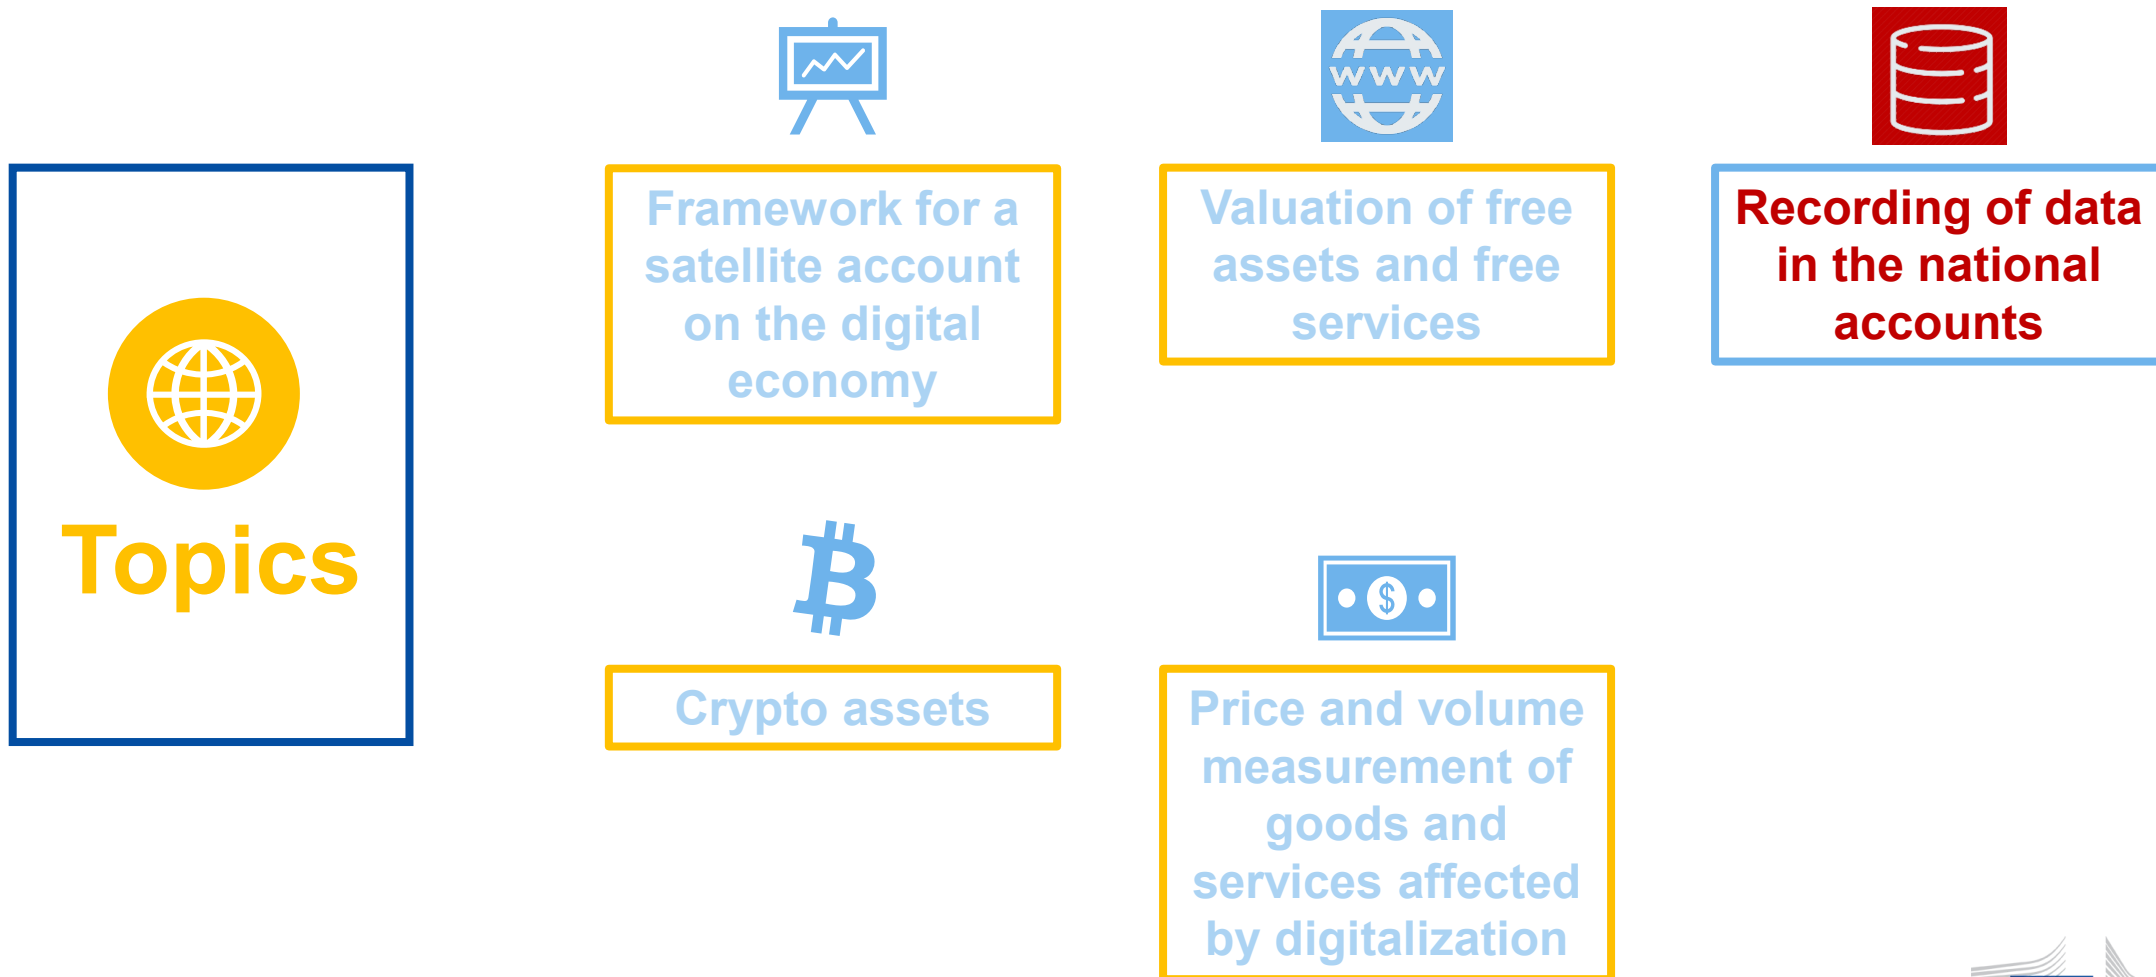 Topics
Framework for a
satellite account
on the digital
economy
WWW
Valuation of free
assets and free
services
Recording of data
in the national
accounts
Crypto assets
$
Price and volume
measurement of
goods and
services affected
by digitalization